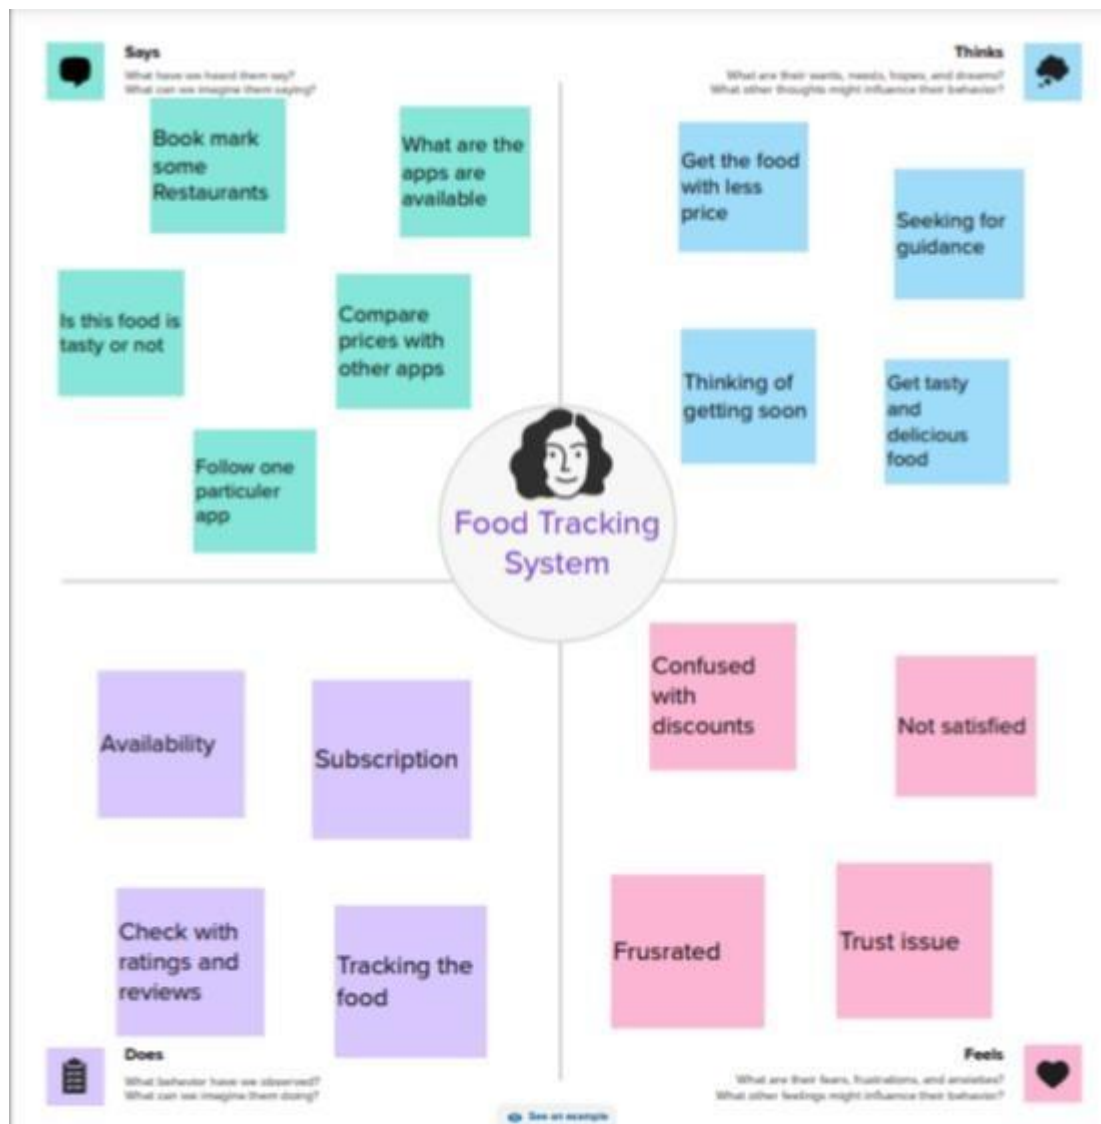 Says
What have we heard them say?
What can we imagine them saying?
Book mark
some
Restaurants
What are the
apps are
available
Is this food is
tasty or not
Compare
prices with
other apps
Follow one
particuler
app
Thinks
What are their wants, needs, hopes, and dreams?
What other thoughts might influence their behavior?
Get the food
with less
price
Seeking for
guidance
Thinking of
getting soon
Get tasty
and
delicious
food
Food Tracking
System
Availability
Subscription
Check with
ratings and
reviews
Tracking the
food
Does
What behavior have we observed?
What can we imagine them doing?
Confused
with
discounts
Not satisfied
Frusrated
Trust issue
Feels
What are their fears, frustrations, and anxieties?
What other feelings might influence their behavior?
See an example